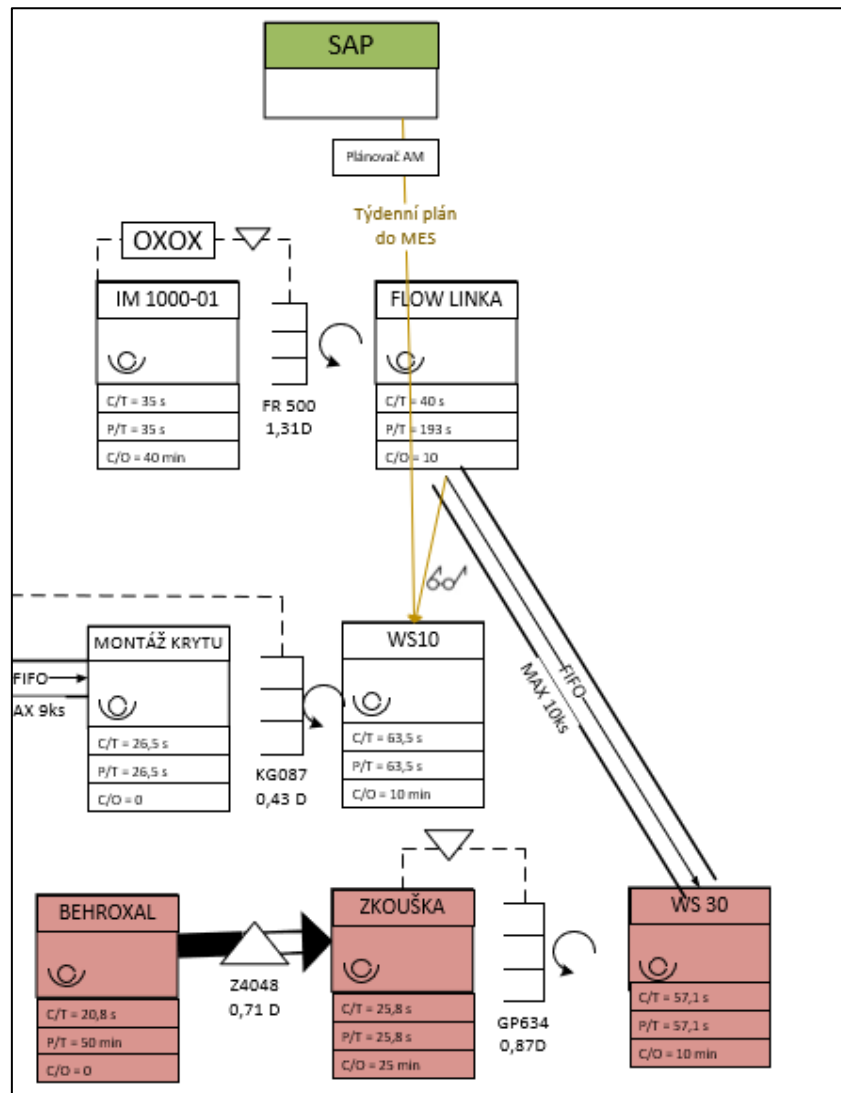 SAP
Plánovač AM
Týdenní plán
do MES
OXOX
IM 1000-01
C/T = 35 s
P/T = 35 s
C/O = 40 min
FR 500
1,31D
FLOW LINKA
C/T = 40 s
P/T = 193 s
C/O = 10
FIFO
MAX 10ks
FIFO
AX 9ks
MONTÁŽ KRYTU
C/T = 26,5 s
P/T = 26,5 s
C/O = 0
KG087
0,43 D
WS10
C/T = 63,5 s
P/T = 63,5 s
C/O = 10 min
BEHROXAL
C/T = 20,8 s
P/T = 50 min
C/O = 0
Z4048
0,71 D
ZKOUŠKA
C/T = 25,8 s
P/T = 25,8 s
C/O = 25 min
GP634
0,87D
WS 30
C/T = 57,1 s
P/T = 57,1 s
C/O = 10 min